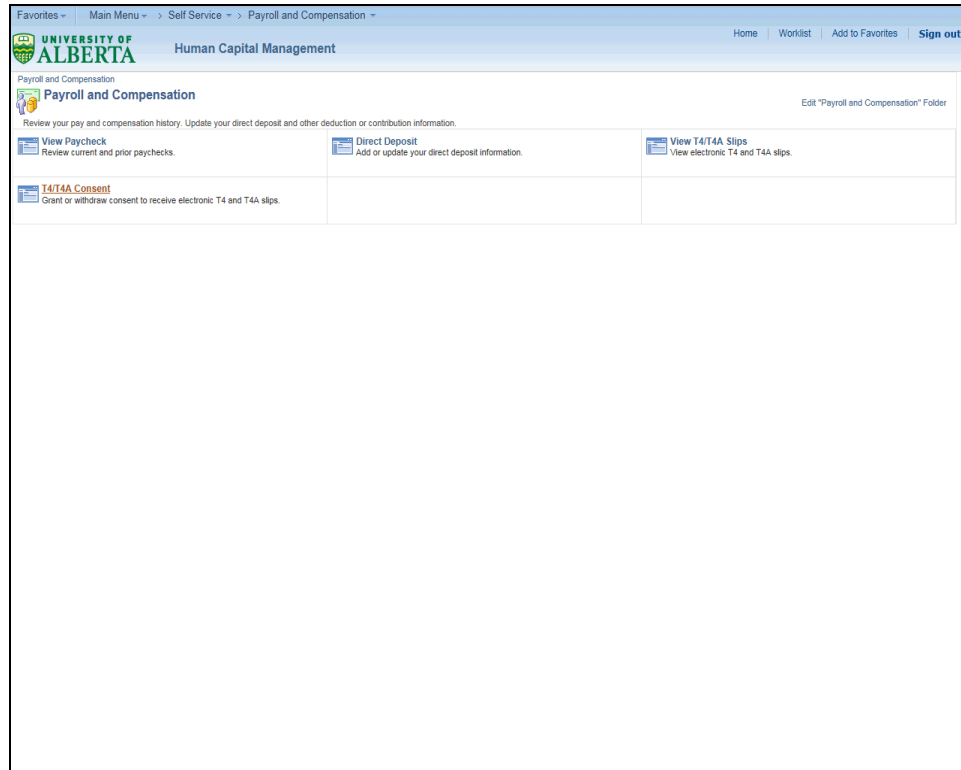 Favorites Main Menu > Self Service > Payroll and Compensation
Home Worklist Add to Favorites Sign out
UNIVERSITY OF
ALBERTA
Human Capital Management
Payroll and Compensation
Payroll and Compensation
Edit "Payroll and Compensation" Folder
Review your pay and compensation history. Update your direct deposit and other deduction or contribution information.
View Paycheck
Review current and prior paychecks.
Direct Deposit
Add or update your direct deposit information.
View T4/T4A Slips
View electronic T4 and T4A slips.
T4/T4A Consent
Grant or withdraw consent to receive electronic T4 and T4A slips.